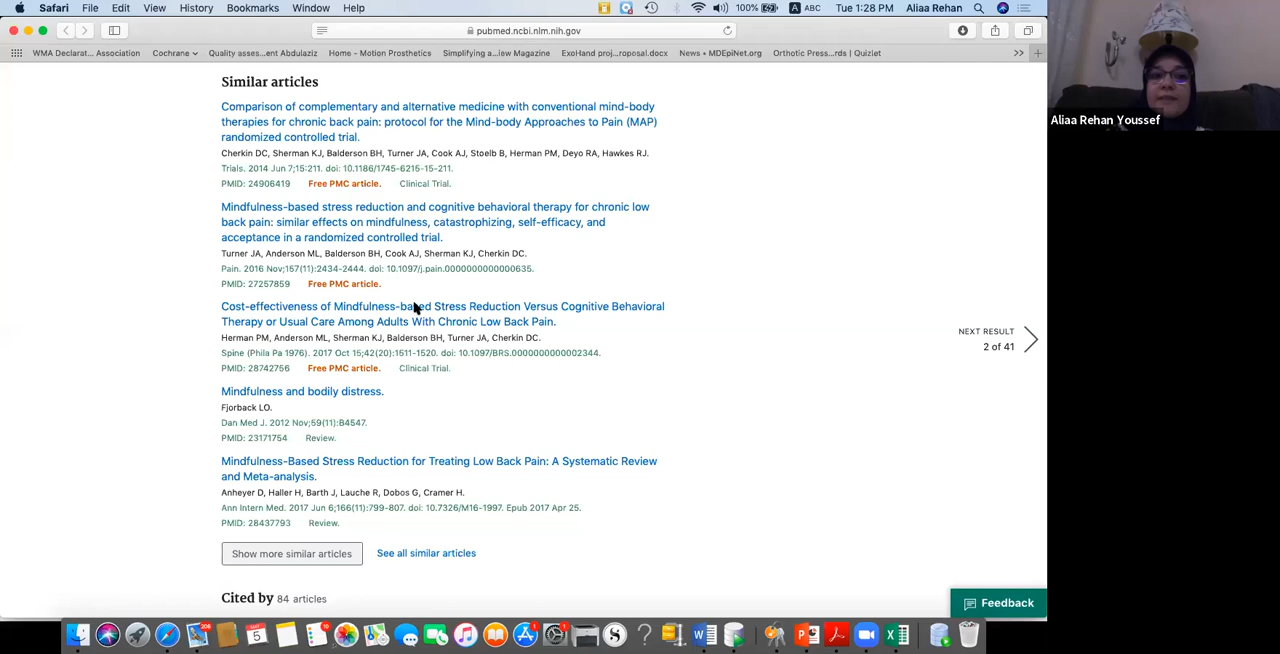 Safari File Edit View History Bookmarks Window Help 100% A ABC Tue 1:28 PM Aliaa Rehan
pubmed.ncbi.nlm.nih.gov
WMA Declarat.. Association Cochrane Quality asses...ent Abdulaziz Home - Motion Prosthetics Simplifying a...iew Magazine ExoHand proj...roposal.docx News • MDEpiNet.org Orthotic Press...rds | Quizlet >> +
Similar articles
Comparison of complementary and alternative medicine with conventional mind-body
therapies for chronic back pain: protocol for the Mind-body Approaches to Pain (MAP)
randomized controlled trial.
Cherkin DC, Sherman KJ, Balderson BH, Turner JA, Cook AJ, Stoelb B, Herman PM, Deyo RA, Hawkes RJ.
Trials. 2014 Jun 7;15:211. doi: 10.1186/1745-6215-15-211.
PMID: 24906419 Free PMC article. Clinical Trial.
Mindfulness-based stress reduction and cognitive behavioral therapy for chronic low
back pain: similar effects on mindfulness, catastrophizing, self-efficacy, and
acceptance in a randomized controlled trial.
Turner JA, Anderson ML, Balderson BH, Cook AJ, Sherman KJ, Cherkin DC.
Pain. 2016 Nov;157(11):2434-2444. doi: 10.1097/j.pain.0000000000000635.
PMID: 27257859 Free PMC article.
Cost-effectiveness of Mindfulness-based Stress Reduction Versus Cognitive Behavioral
Therapy or Usual Care Among Adults With Chronic Low Back Pain.
Herman PM, Anderson ML, Sherman KJ, Balderson BH, Turner JA, Cherkin DC.
Spine (Phila Pa 1976). 2017 Oct 15;42(20):1511-1520. doi: 10.1097/BRS.0000000000002344.
PMID: 28742756 Free PMC article. Clinical Trial.
Mindfulness and bodily distress.
Fjorback LO.
Dan Med J. 2012 Nov;59(11):B4547.
PMID: 23171754 Review.
Mindfulness-Based Stress Reduction for Treating Low Back Pain: A Systematic Review
and Meta-analysis.
Anheyer D, Haller H, Barth J, Lauche R, Dobos G, Cramer H.
Ann Intern Med. 2017 Jun 6;166(11):799-807. doi: 10.7326/M16-1997. Epub 2017 Apr 25.
PMID: 28437793 Review.
Show more similar articles See all similar articles
Cited by 84 articles
NEXT RESULT
2 of 41
Feedback
Aliaa Rehan Youssef